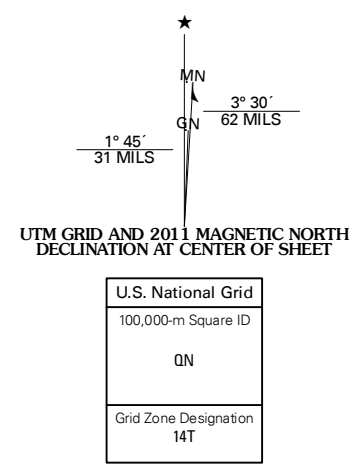 ★
MN
3° 30´
62 MILS
GN
1° 45´
31 MILS
UTM GRID AND 2011 MAGNETIC NORTH
DECLINATION AT CENTER OF SHEET
U.S. National Grid
100,000-m Square ID
QN
Grid Zone Designation
14T